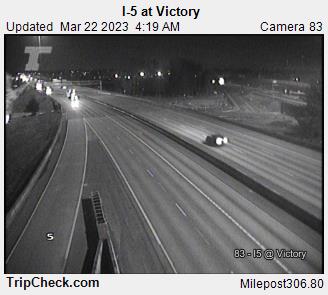 I-5 at Victory
Updated Mar 22 2023 4:19 AM Camera 83
T
S
83 - I5 @ Victory
TripCheck.com Milepost306.80